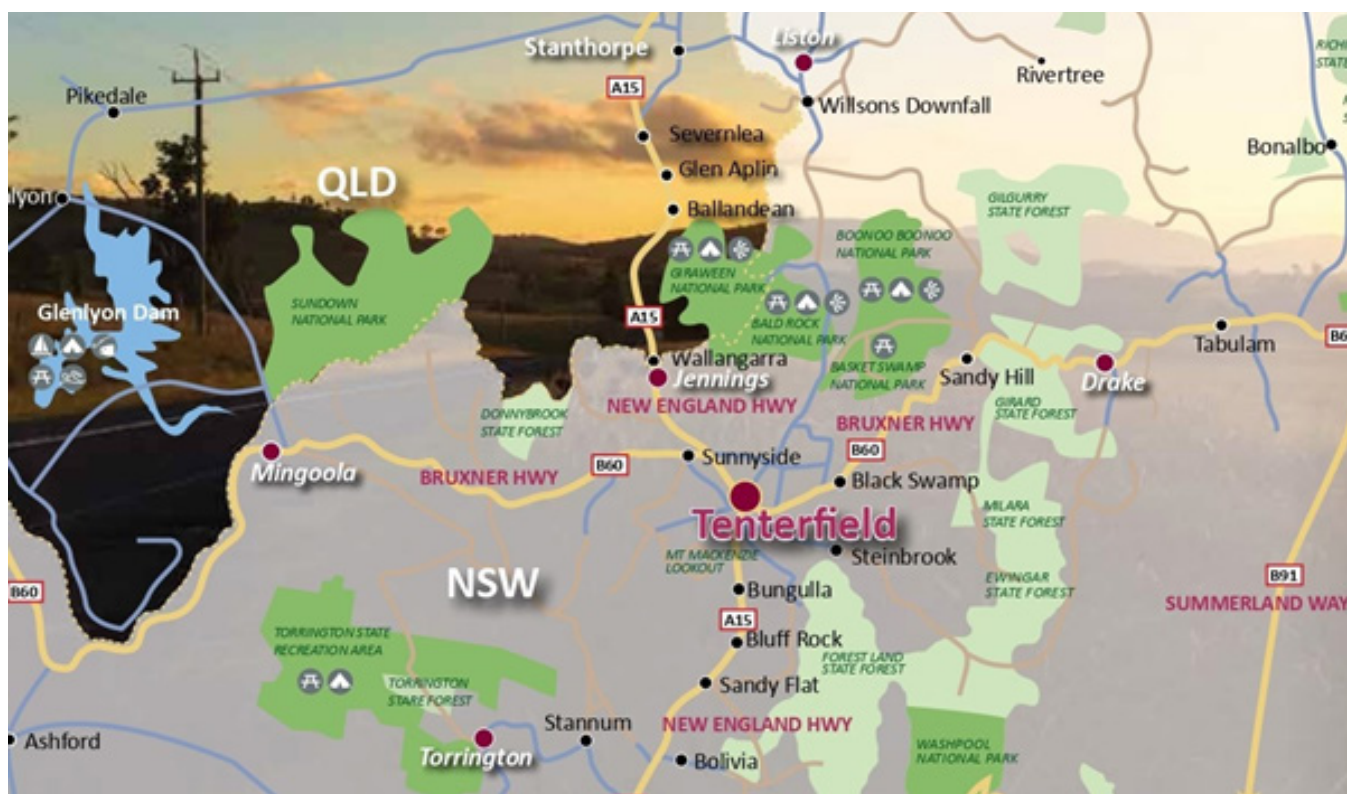 Stanthorpe
Liston
Rivertree
A15
Pikedale
Willsons Downfall
Severnlea
Bonalbo
Glen Aplin
QLD
GILGURRY
STATE FOREST
lyon
Ballandean
BOONOO BOONOO
NATIONAL PARK
GIRAWEEN
NATIONAL PARK
SUNDOWN
NATIONAL PARK
Glenlyon Dam
A15
BALD ROCK
NATIONAL PARK
Tabulam
Wallangarra
BASKET SWAMP
NATIONAL PARK
Sandy Hill
Drake
Jennings
NEW ENGLAND HWY
GIRARD
STATE FOREST
DONNYBROOK
STATE FOREST
BRUXNER HWY
B60
Mingoola
BRUXNER HWY
B60
Sunnyside
Black Swamp
Tenterfield
MILARA
STATE FOREST
MT MACKENZIE
LOOKOUT
Steinbrook
NSW
Bungulla
EWINGAR
STATE FOREST
B60
B91
SUMMERLAND WAY
A15
TORRINGTON STATE
RECREATION AREA
Bluff Rock
FOREST LAND
STATE FOREST
TORRINGTON
STARE FOREST
Sandy Flat
Stannum
NEW ENGLAND HWY
Ashford
Torrington
Bolivia
WASHPOOL
NATIONAL PARK